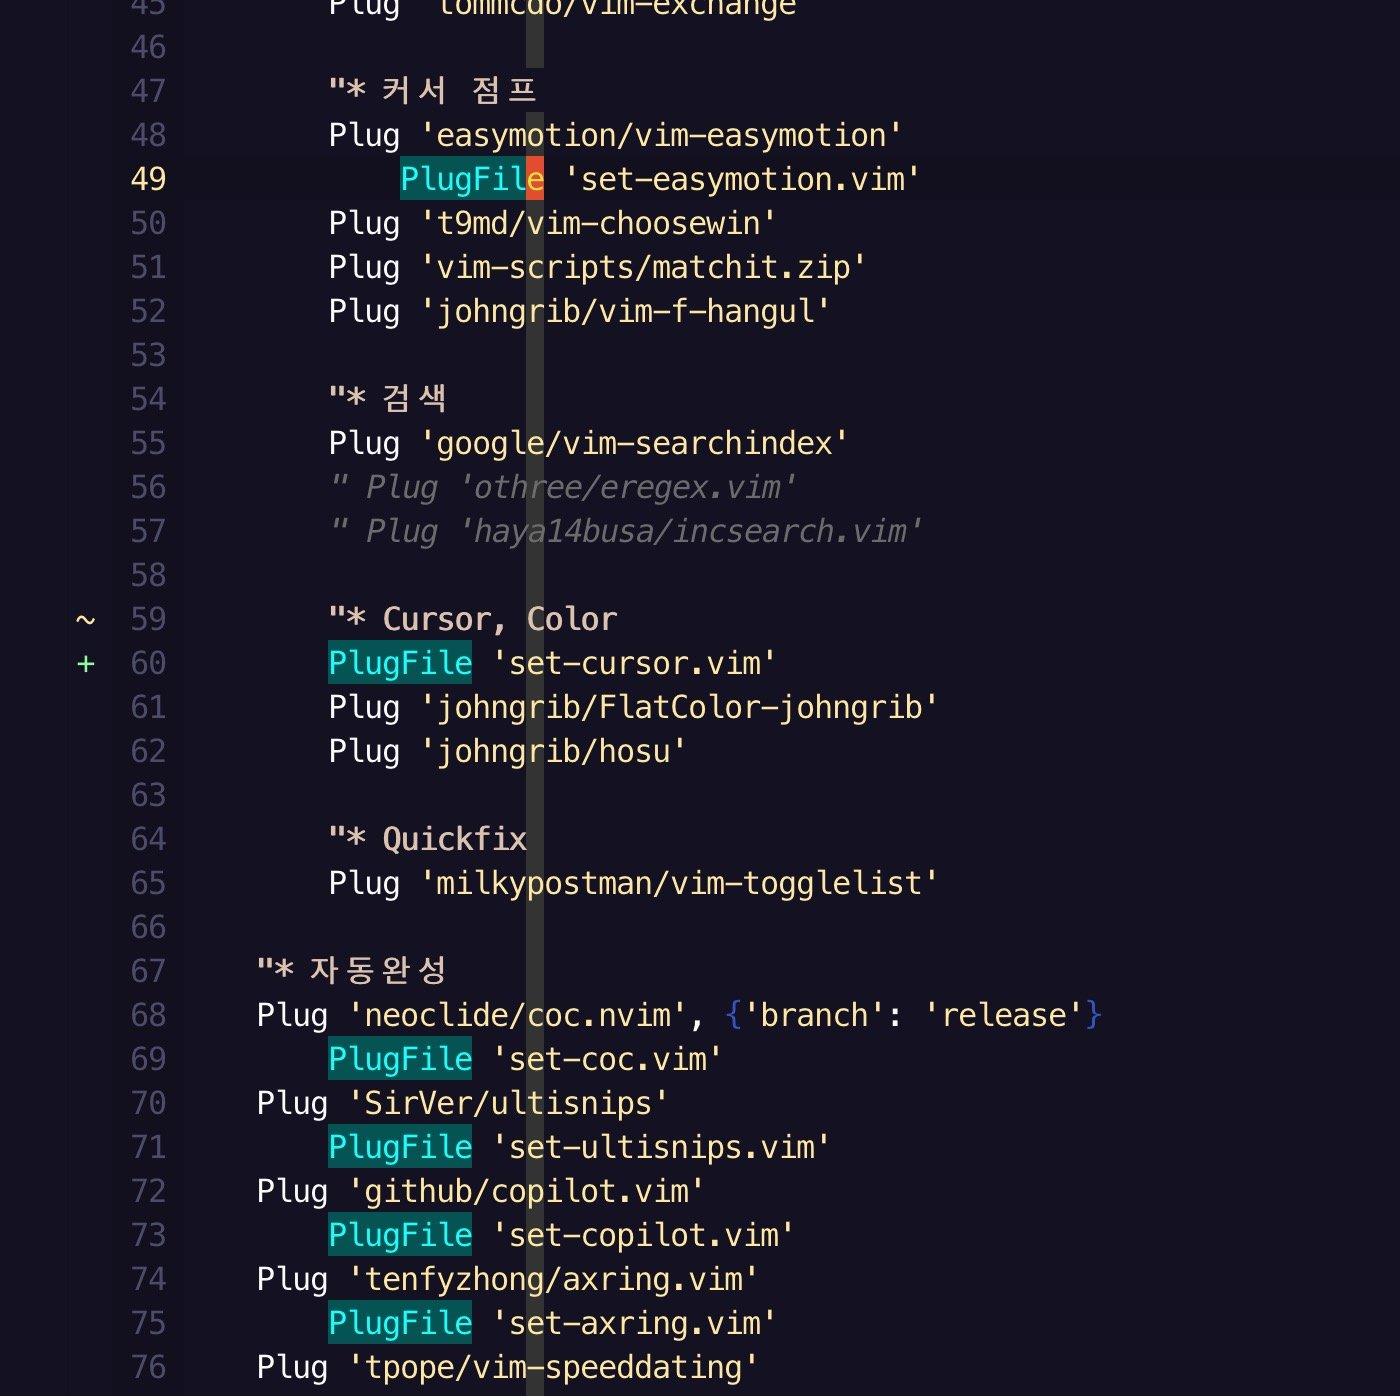 45 Plug 'tommcdo/vim-exchange
46
47 "* 커서 점프
48 Plug 'easymotion/vim-easymotion'
49 PlugFile 'set-easymotion.vim'
50 Plug 't9md/vim-choosewin'
51 Plug 'vim-scripts/matchit.zip'
52 Plug 'johngrib/vim-f-hangul'
53
54 "* 검색
55 Plug 'google/vim-searchindex'
56 " Plug 'othree/eregex.vim'
57 " Plug 'haya14busa/incsearch.vim'
58
~ 59 "* Cursor, Color
+ 60 PlugFile 'set-cursor.vim'
61 Plug 'johngrib/FlatColor-johngrib'
62 Plug 'johngrib/hosu'
63
64 "* Quickfix
65 Plug 'milkypostman/vim-togglelist'
66
67 "* 자동완성
68 Plug 'neoclide/coc.nvim', {'branch': 'release'}
69 PlugFile 'set-coc.vim'
70 Plug 'SirVer/ultisnips'
71 PlugFile 'set-ultisnips.vim'
72 Plug 'github/copilot.vim'
73 PlugFile 'set-copilot.vim'
74 Plug 'tenfyzhong/axring.vim'
75 PlugFile 'set-axring.vim'
76 Plug 'tpope/vim-speeddating'